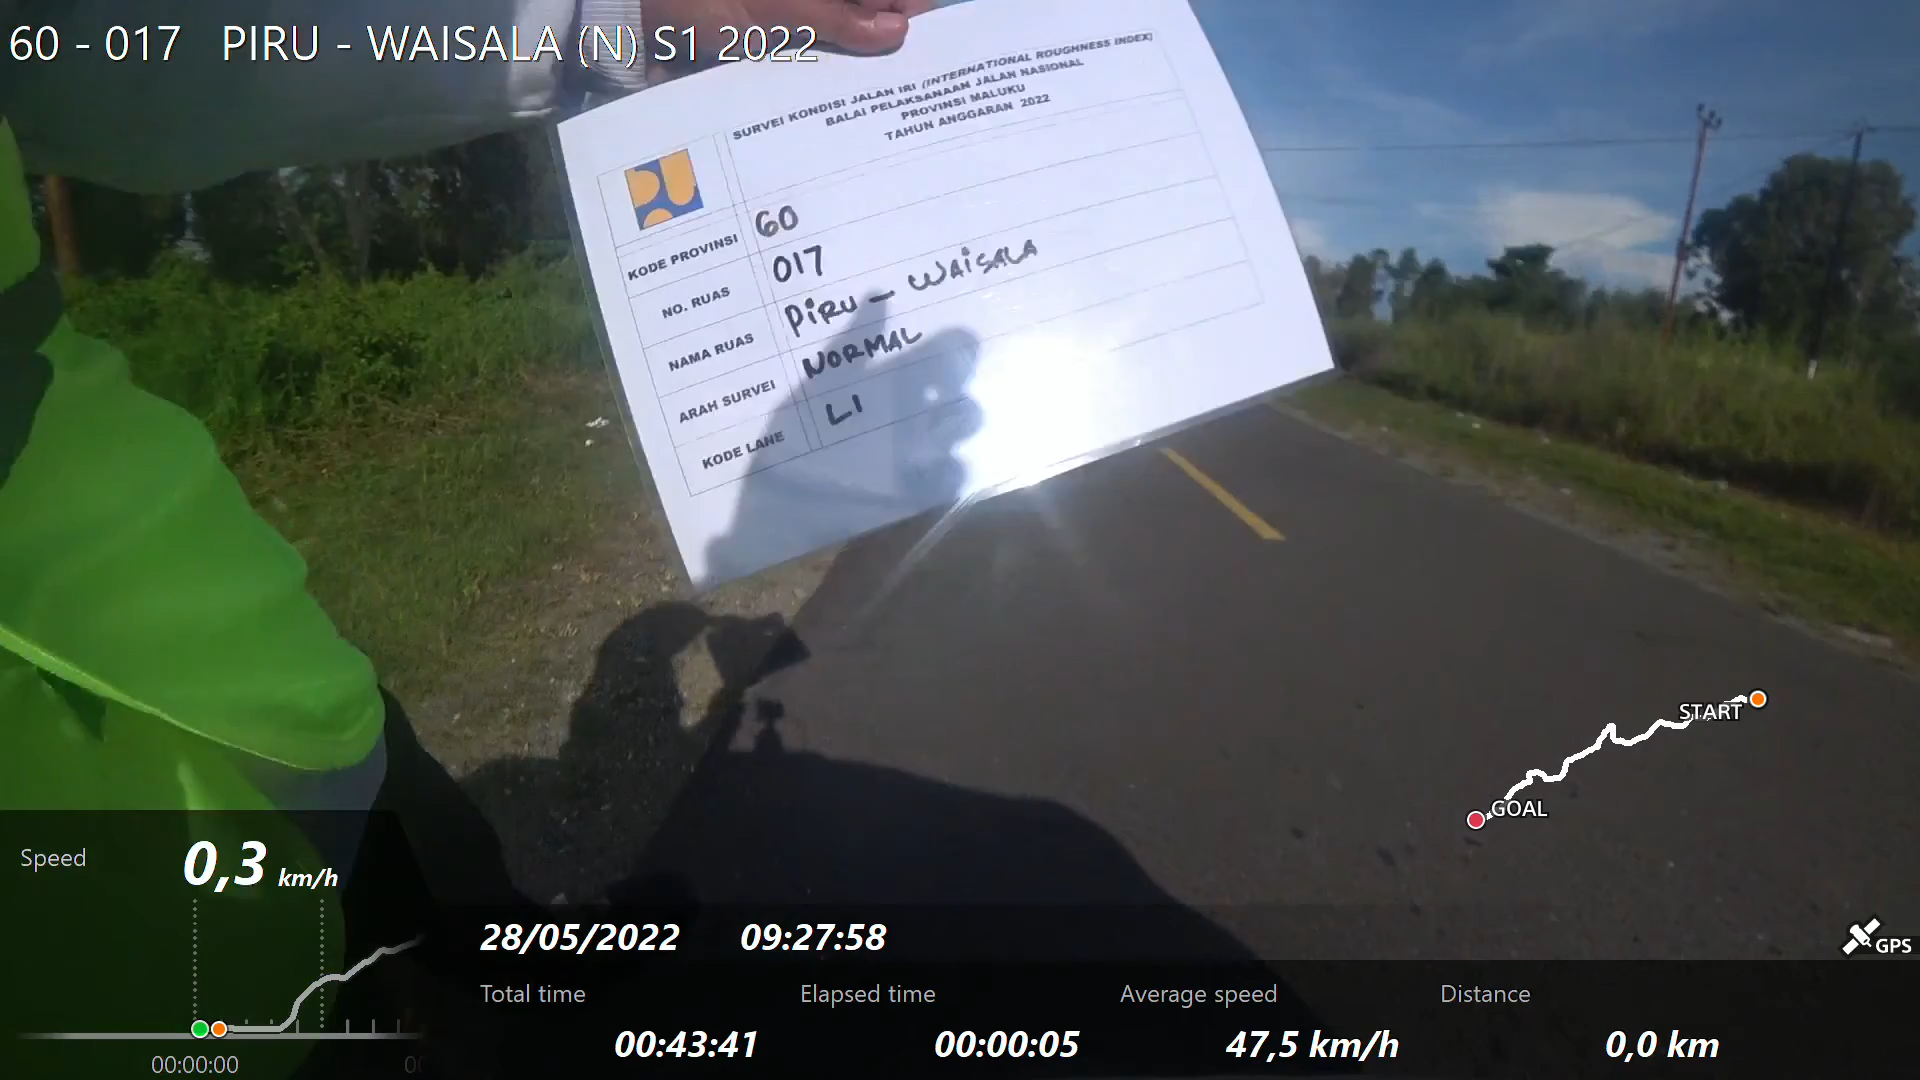 60 - 017 PIRU - WAISALA (N) S1 2022
SURVEI KONDISI JALAN IRI (INTERNATIONAL ROUGHNESS INDEX)
BALAI PELAKSANAAN JALAN NASIONAL
PROVINSI MALUKU
TAHUN ANGGARAN 2022
KODE PROVINSI 60
NO. RUAS 017
NAMA RUAS PIRU - WAISALA
ARAH SURVEI NORMAL
KODE LANE L1
START
GOAL
Speed 0,3 km/h
00:00:00
28/05/2022 09:27:58
GPS
Total time Elapsed time Average speed Distance
00:43:41 00:00:05 47,5 km/h 0,0 km